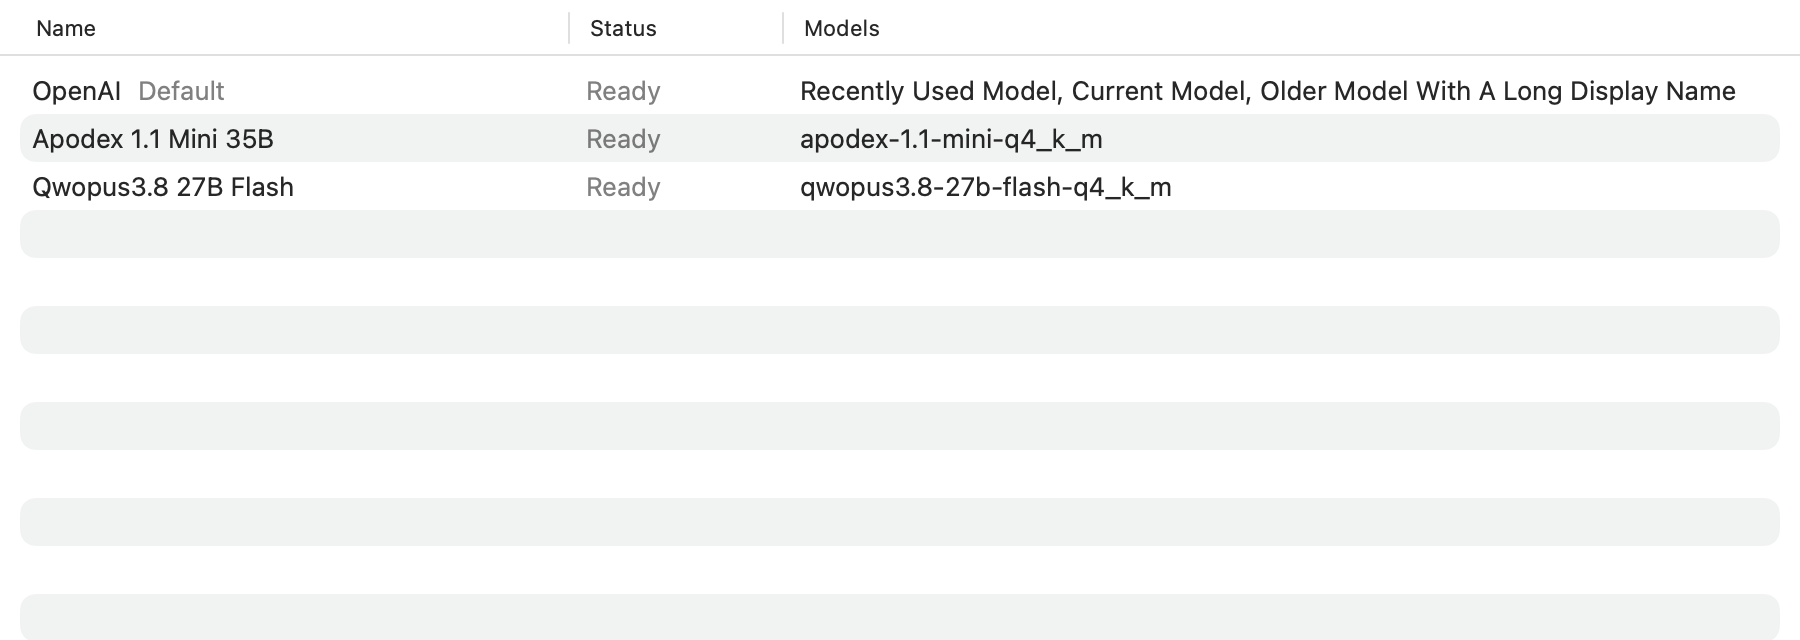 Name Status Models
OpenAI Default Ready Recently Used Model, Current Model, Older Model With A Long Display Name
Apodex 1.1 Mini 35B Ready apodex-1.1-mini-q4_k_m
Qwopus3.8 27B Flash Ready qwopus3.8-27b-flash-q4_k_m